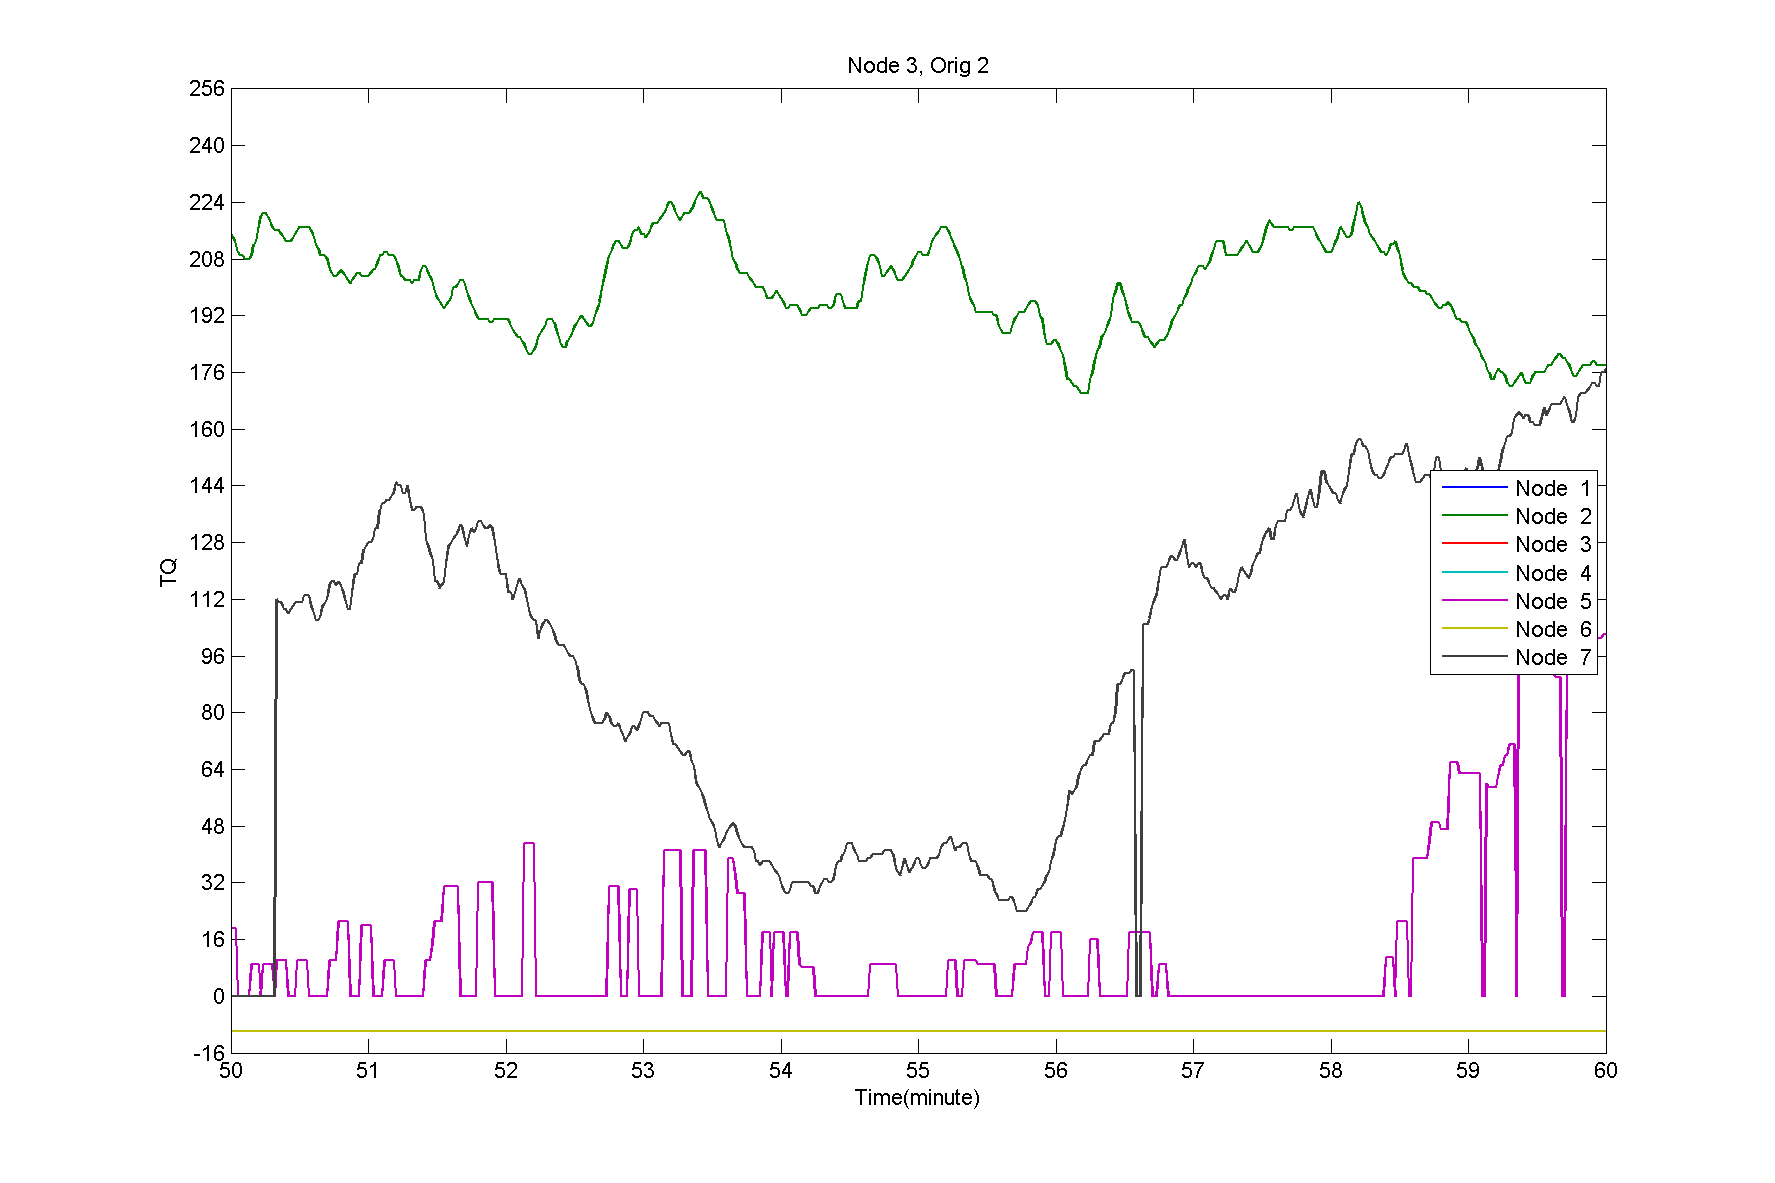 Node 3, Orig 2
256
240
224
208
192
176
160
144
128
112
96
80
64
48
32
16
0
-16
TQ
Node 1
Node 2
Node 3
Node 4
Node 5
Node 6
Node 7
50 51 52 53 54 55 56 57 58 59 60
Time(minute)